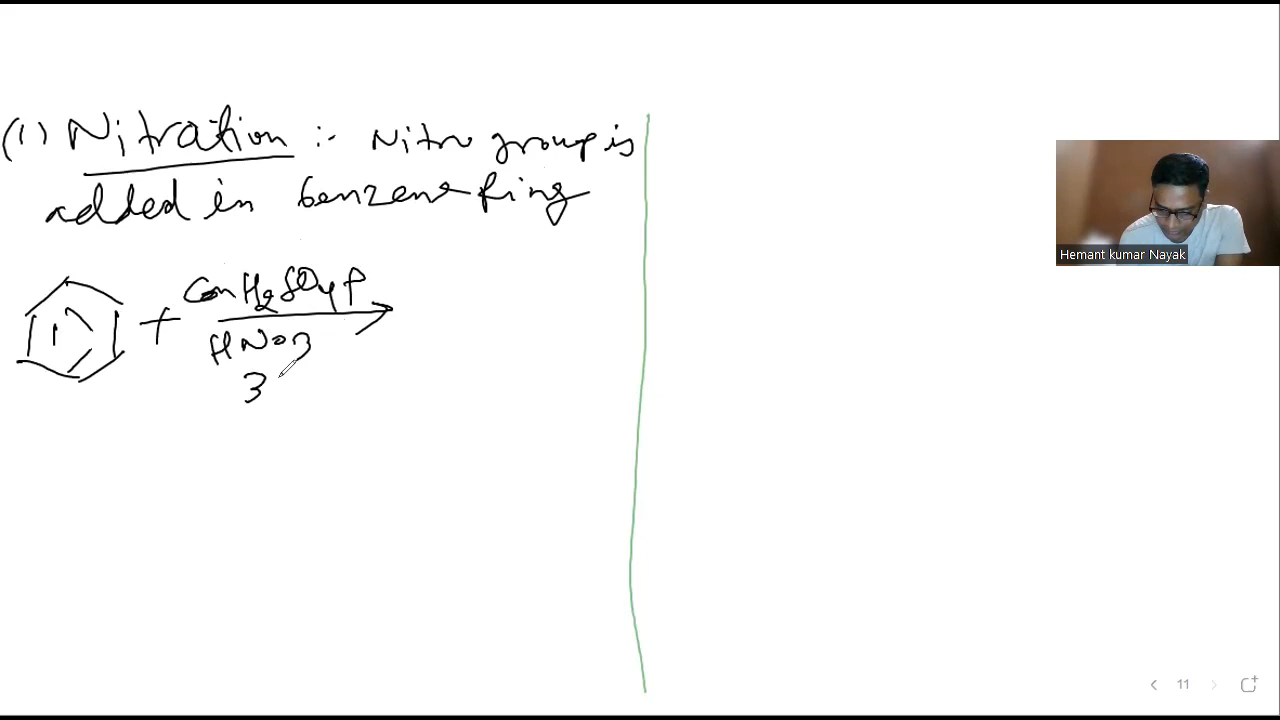 (1) Nitration :- Nitro group is
added in benzene ring
+ Con H2SO4
HNO3
3
Hemant kumar Nayak
11